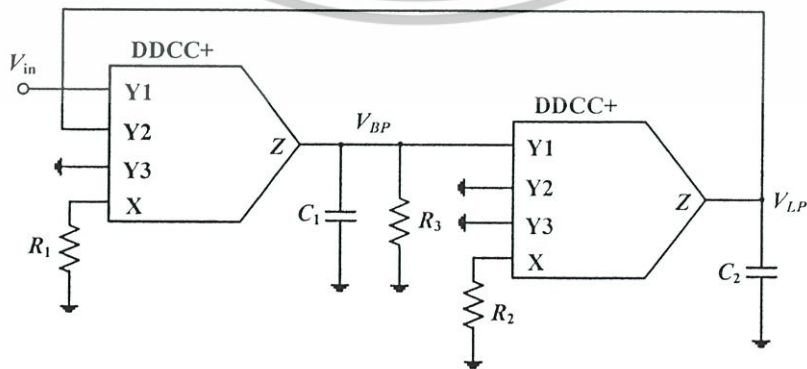 DDCC+
V_in
Y1
Y2
Y3
X
Z
R_1
V_BP
C_1
R_3
DDCC+
Y1
Y2
Y3
X
Z
R_2
V_LP
C_2